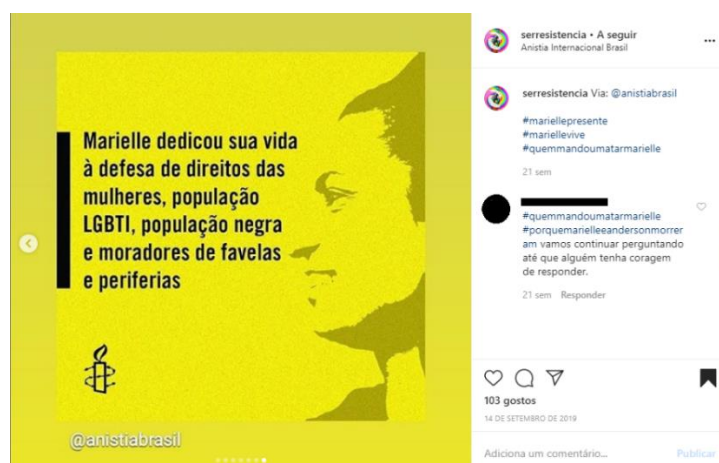 Marielle dedicou sua vida
à defesa de direitos das
mulheres, população
LGBTI, população negra
e moradores de favelas
e periferias
@anistiabrasil
serresistencia • A seguir
Anistia Internacional Brasil
serresistencia Via: @anistiabrasil
#mariellepresente
#mariellevive
#quemmandoumatarmarielle
21 sem
#quemmandoumatarmarielle
#porquemarielleeandersonmorrer
am vamos continuar perguntando
até que alguém tenha coragem
de responder.
21 sem Responder
103 gostos
14 DE SETEMBRO DE 2019
Adiciona um comentário... Publicar